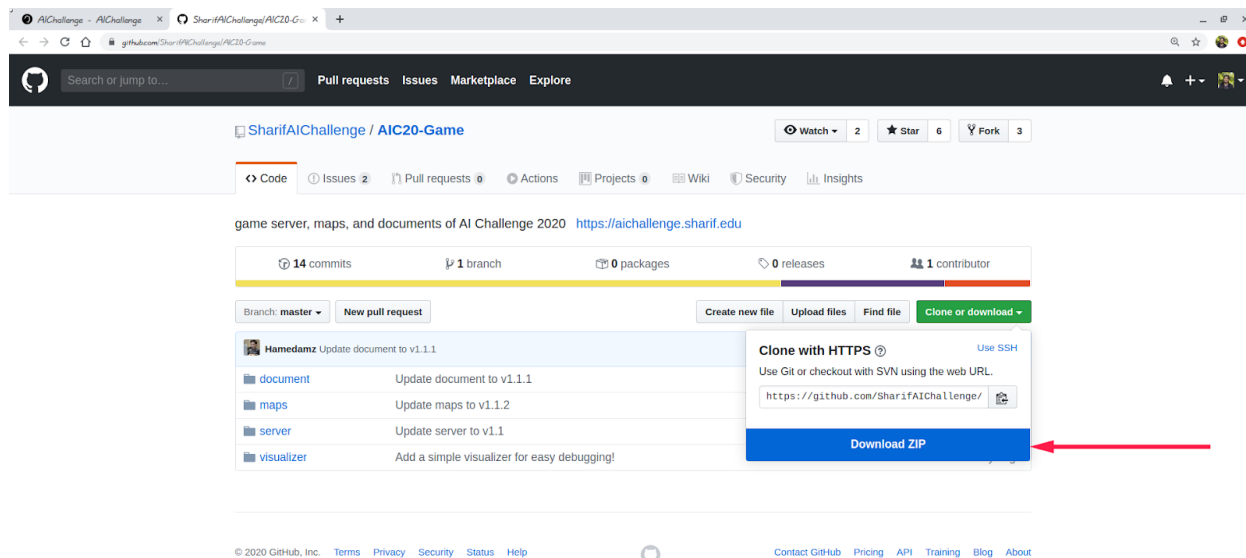 AIChallenge - AIChallenge × SharifAIChallenge/AIC20-Ga × +
github.com/SharifAIChallenge/AIC20-Game
Search or jump to... / Pull requests Issues Marketplace Explore
SharifAIChallenge / AIC20-Game Watch 2 Star 6 Fork 3
Code Issues 2 Pull requests 0 Actions Projects 0 Wiki Security Insights
game server, maps, and documents of AI Challenge 2020 https://aichallenge.sharif.edu
14 commits 1 branch 0 packages 0 releases 1 contributor
Branch: master New pull request Create new file Upload files Find file Clone or download
Hamedamz Update document to v1.1.1
document Update document to v1.1.1
maps Update maps to v1.1.2
server Update server to v1.1
visualizer Add a simple visualizer for easy debugging!
Clone with HTTPS ? Use SSH
Use Git or checkout with SVN using the web URL.
https://github.com/SharifAIChallenge/
Download ZIP
© 2020 GitHub, Inc. Terms Privacy Security Status Help Contact GitHub Pricing API Training Blog About